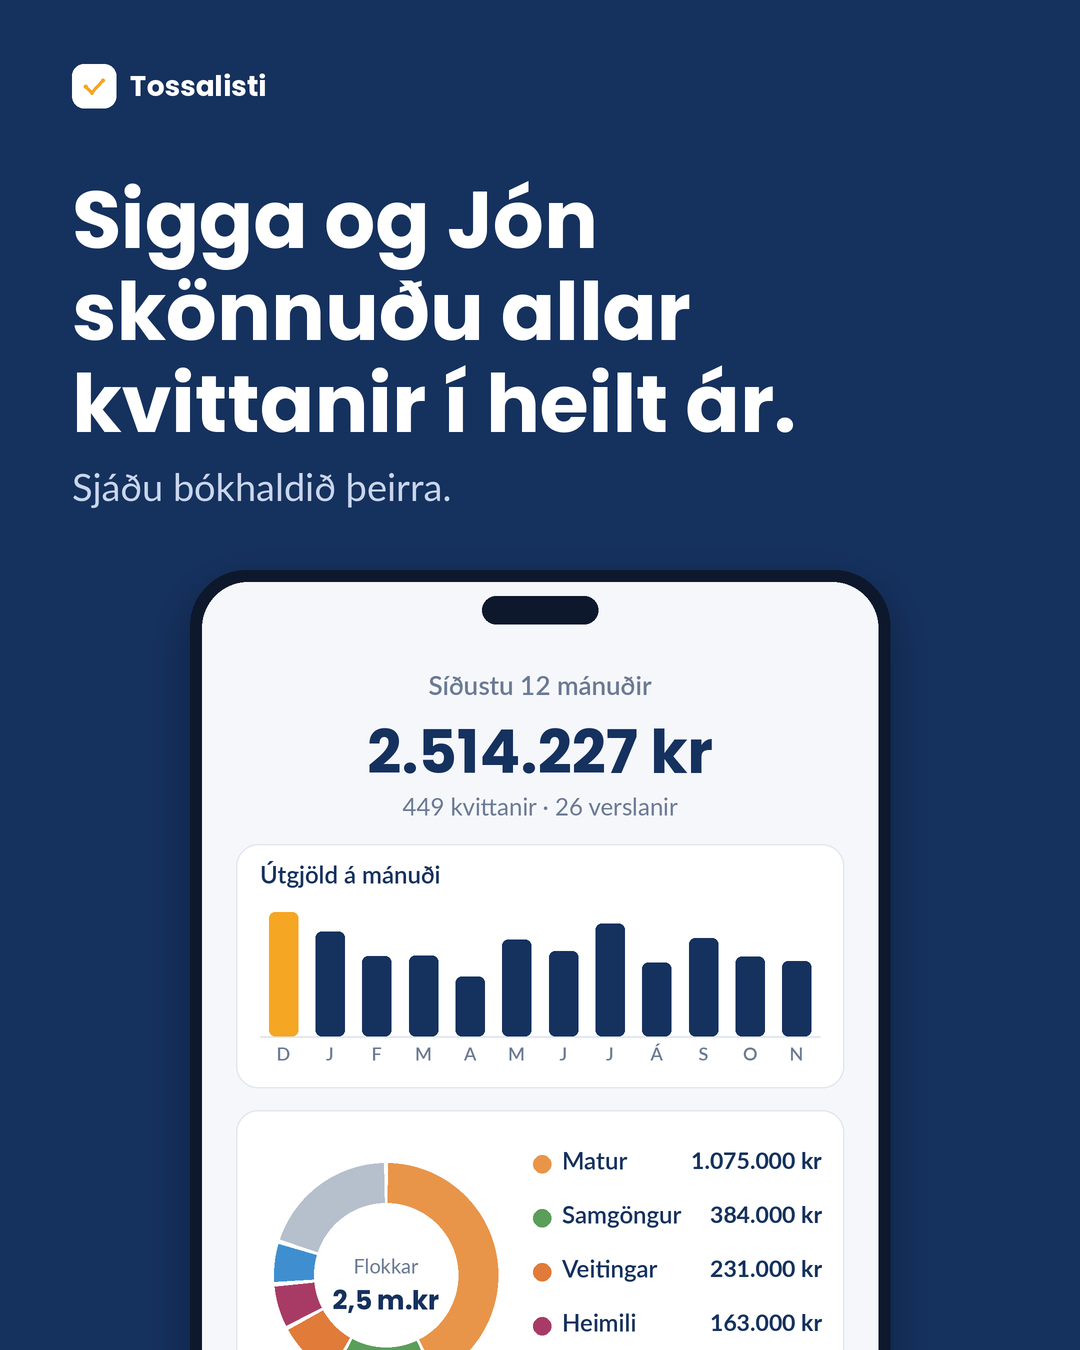 Tossalisti
Sigga og Jón
skönnuðu allar
kvittanir í heilt ár.
Sjáðu bókhaldið þeirra.
Síðustu 12 mánuðir
2.514.227 kr
449 kvittanir · 26 verslanir
Útgjöld á mánuði
D J F M A M J J Á S O N
Matur 1.075.000 kr
Samgöngur 384.000 kr
Veitingar 231.000 kr
Heimili 163.000 kr
Flokkar
2,5 m.kr